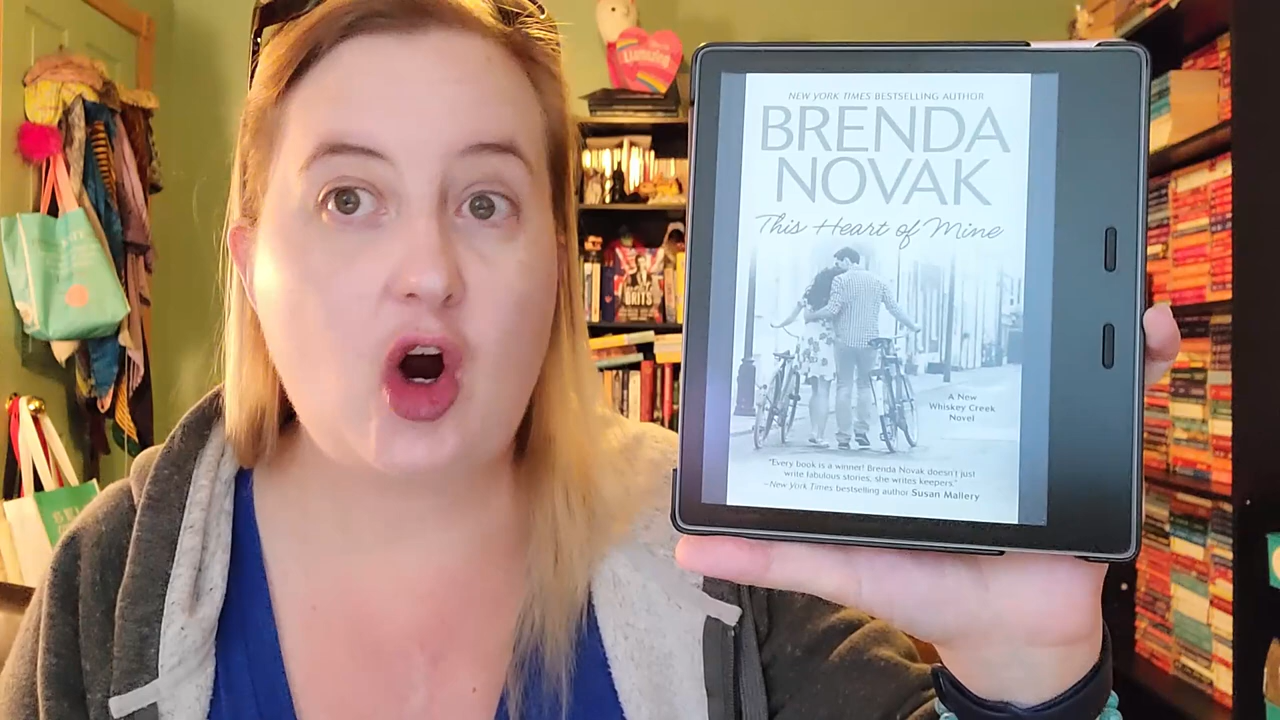 NEW YORK TIMES BESTSELLING AUTHOR
BRENDA
NOVAK
This Heart of Mine
A New
Whiskey Creek
Novel
"Every book is a winner! Brenda Novak doesn't just
write fabulous stories, she writes keepers."
—New York Times bestselling author Susan Mallery
BRITS